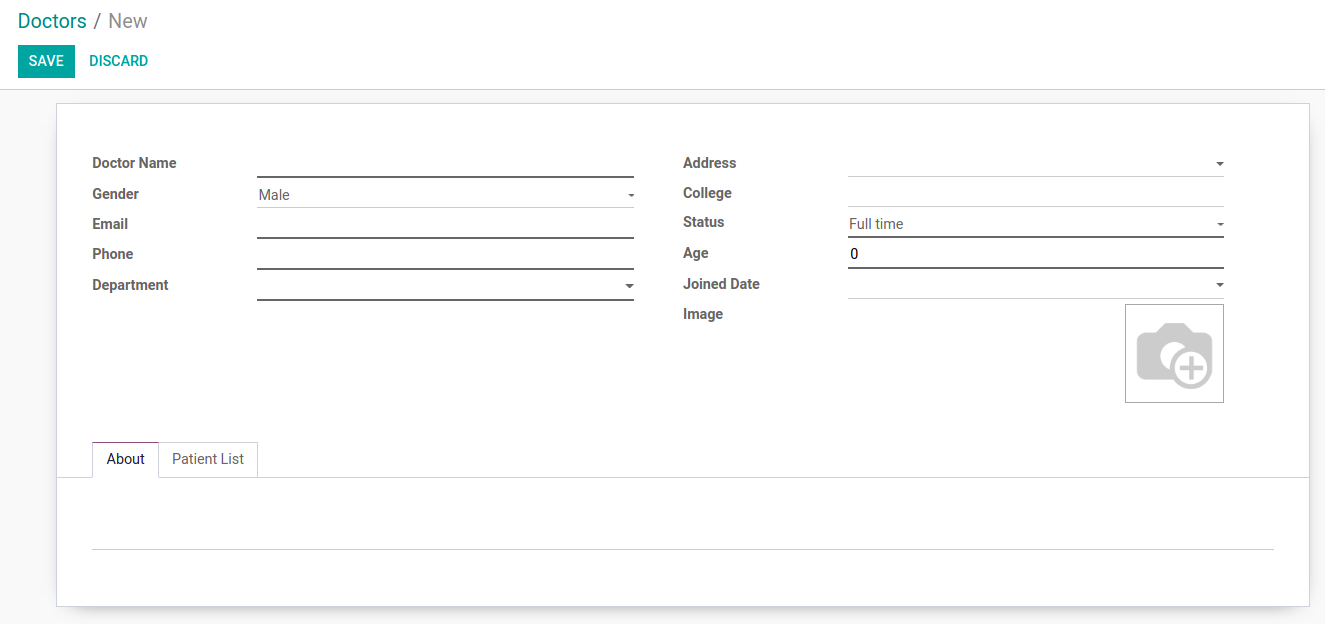 Doctors / New
SAVE DISCARD
Doctor Name
Gender Male
Email
Phone
Department
Address
College
Status Full time
Age 0
Joined Date
Image
About Patient List